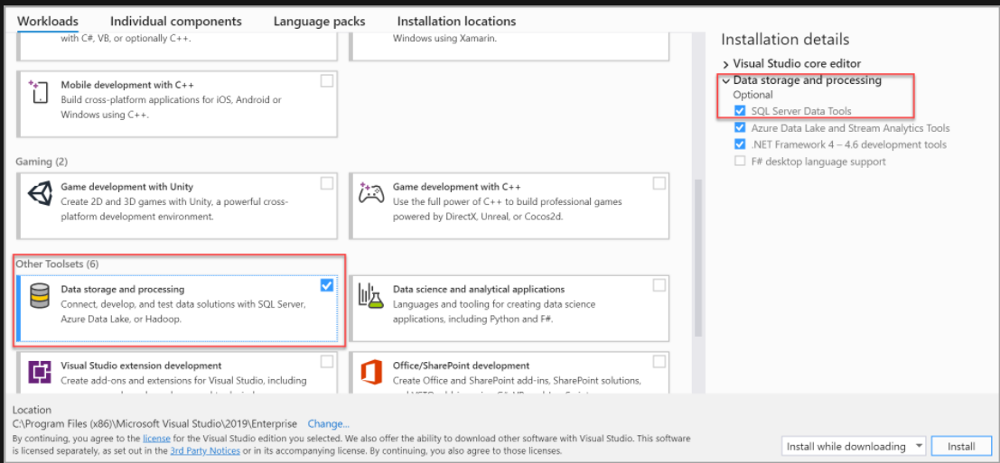 Workloads Individual components Language packs Installation locations
with C#, VB, or optionally C++.
Windows using Xamarin.
Mobile development with C++
Build cross-platform applications for iOS, Android or
Windows using C++.
Gaming (2)
Game development with Unity
Create 2D and 3D games with Unity, a powerful cross-
platform development environment.
Game development with C++
Use the full power of C++ to build professional games
powered by DirectX, Unreal, or Cocos2d.
Other Toolsets (6)
Data storage and processing
Connect, develop, and test data solutions with SQL Server,
Azure Data Lake, or Hadoop.
Data science and analytical applications
Languages and tooling for creating data science
applications, including Python and F#.
Visual Studio extension development
Create add-ons and extensions for Visual Studio, including
Office/SharePoint development
Create Office and SharePoint add-ins, SharePoint solutions,
Installation details
Visual Studio core editor
Data storage and processing
Optional
SQL Server Data Tools
Azure Data Lake and Stream Analytics Tools
.NET Framework 4 – 4.6 development tools
F# desktop language support
Location
C:\Program Files (x86)\Microsoft Visual Studio\2019\Enterprise Change...
By continuing, you agree to the license for the Visual Studio edition you selected. We also offer the ability to download other software with Visual Studio. This software
is licensed separately, as set out in the 3rd Party Notices or in its accompanying license. By continuing, you also agree to those licenses.
Install while downloading Install